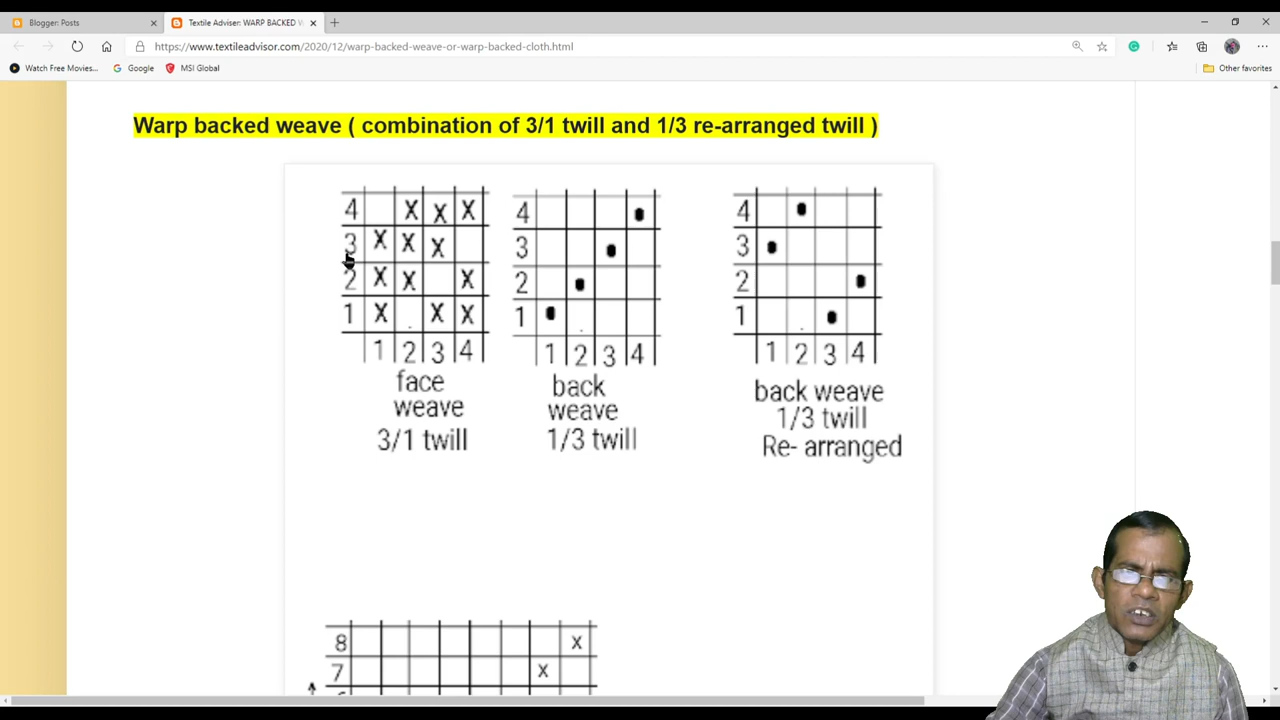 Blogger: Posts
Textile Adviser: WARP BACKED W
https://www.textileadvisor.com/2020/12/warp-backed-weave-or-warp-backed-cloth.html
Watch Free Movies...
Google
MSI Global
Other favorites
Warp backed weave ( combination of 3/1 twill and 1/3 re-arranged twill )
4 X X X
3 X X X
2 X X X
1 X X X
1 2 3 4
face
weave
3/1 twill
4
3
2
1
1 2 3 4
back
weave
1/3 twill
4
3
2
1
1 2 3 4
back weave
1/3 twill
Re- arranged
8 x
7 x